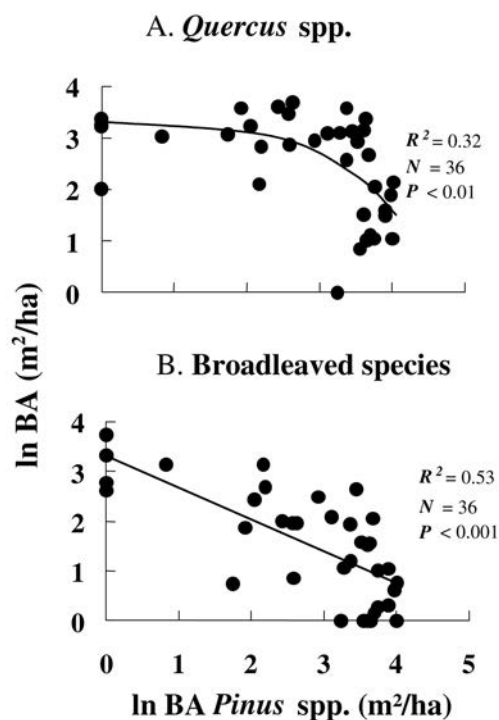 A. Quercus spp.
4
3
2
1
0
R² = 0.32
N = 36
P < 0.01
ln BA (m²/ha)
B. Broadleaved species
4
3
2
1
0
R² = 0.53
N = 36
P < 0.001
0 1 2 3 4 5
ln BA Pinus spp. (m²/ha)